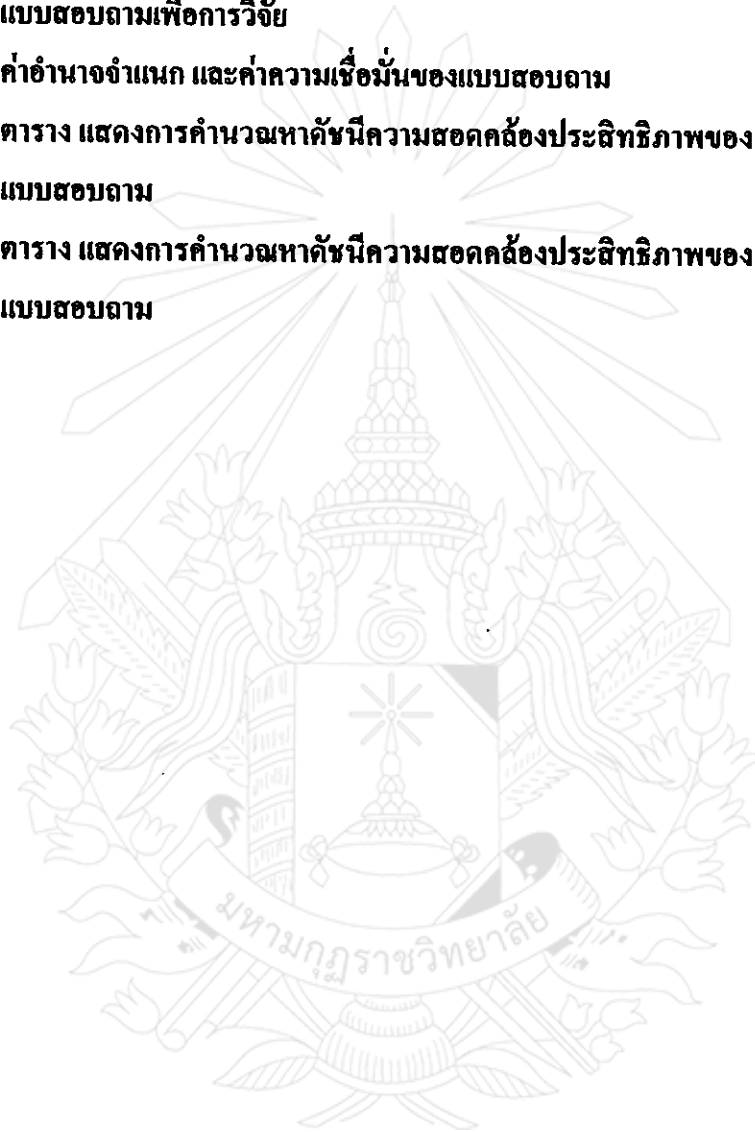 แบบสอบถามเพื่อการวิจัย
ค่าอำนาจจำแนก และค่าความเชื่อมั่นของแบบสอบถาม
ตาราง แสดงการคำนวณหาดัชนีความสอดคล้องประสิทธิภาพของ
แบบสอบถาม
ตาราง แสดงการคำนวณหาดัชนีความสอดคล้องประสิทธิภาพของ
แบบสอบถาม
มหามกุฏราชวิทยาลัย